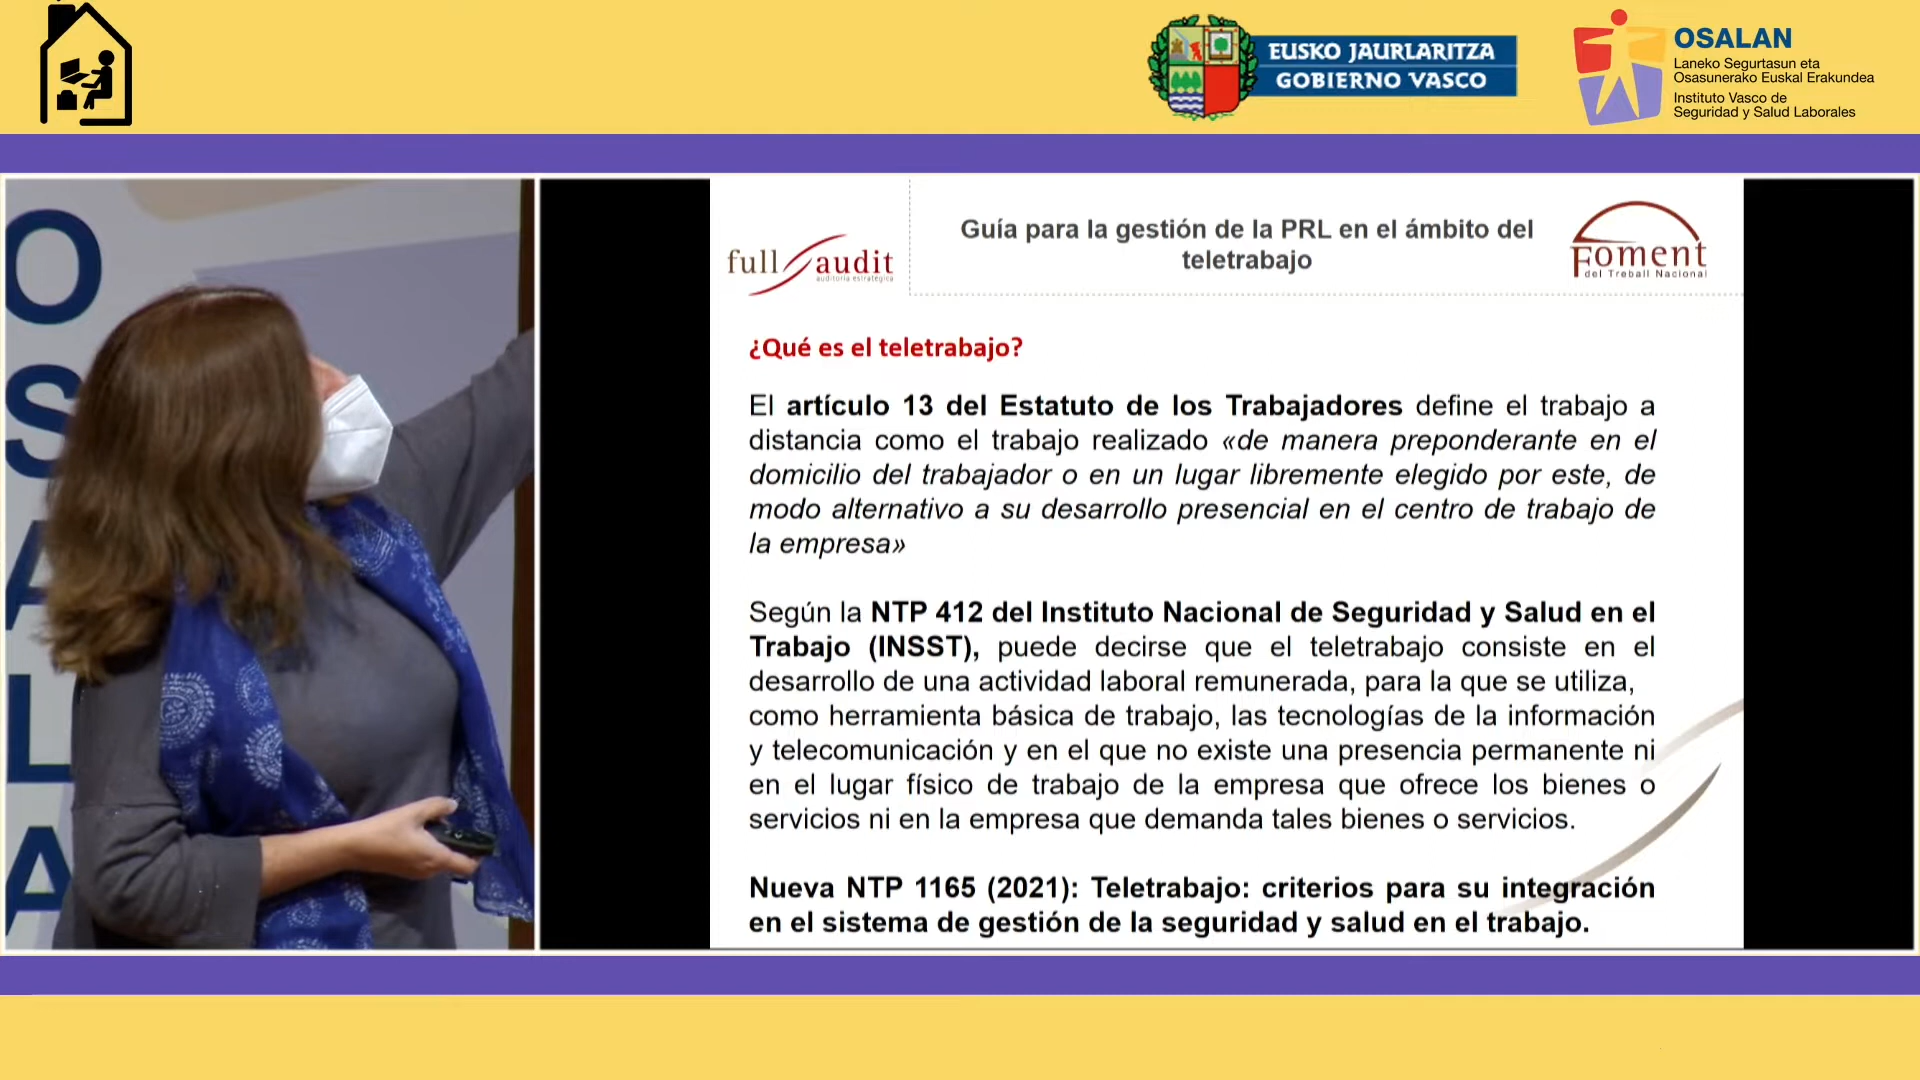 EUSKO JAURLARITZA
GOBIERNO VASCO
OSALAN
Laneko Segurtasun eta
Osasunerako Euskal Erakundea
Instituto Vasco de
Seguridad y Salud Laborales
O
S
A
L
A
full audit
auditoría estratégica
Guía para la gestión de la PRL en el ámbito del
teletrabajo
Foment
del Treball Nacional
¿Qué es el teletrabajo?
El artículo 13 del Estatuto de los Trabajadores define el trabajo a
distancia como el trabajo realizado «de manera preponderante en el
domicilio del trabajador o en un lugar libremente elegido por este, de
modo alternativo a su desarrollo presencial en el centro de trabajo de
la empresa»
Según la NTP 412 del Instituto Nacional de Seguridad y Salud en el
Trabajo (INSST), puede decirse que el teletrabajo consiste en el
desarrollo de una actividad laboral remunerada, para la que se utiliza,
como herramienta básica de trabajo, las tecnologías de la información
y telecomunicación y en el que no existe una presencia permanente ni
en el lugar físico de trabajo de la empresa que ofrece los bienes o
servicios ni en la empresa que demanda tales bienes o servicios.
Nueva NTP 1165 (2021): Teletrabajo: criterios para su integración
en el sistema de gestión de la seguridad y salud en el trabajo.